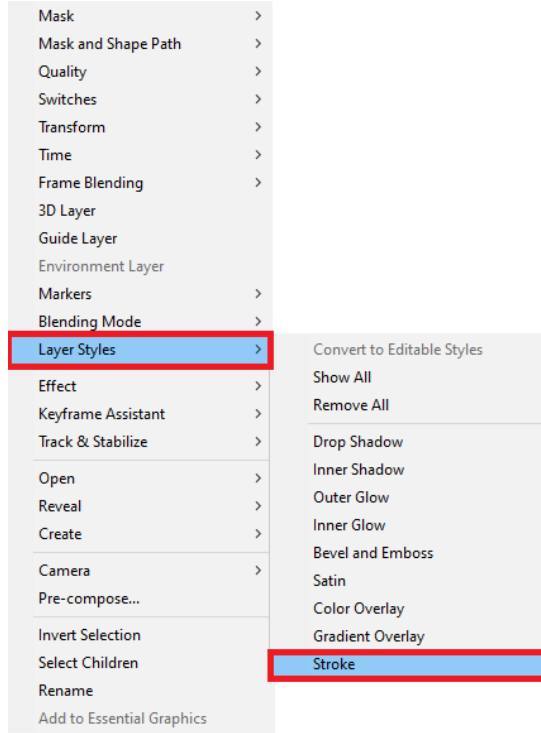 Mask
Mask and Shape Path
Quality
Switches
Transform
Time
Frame Blending
3D Layer
Guide Layer
Environment Layer
Markers
Blending Mode
Layer Styles
Effect
Keyframe Assistant
Track & Stabilize
Open
Reveal
Create
Camera
Pre-compose...
Invert Selection
Select Children
Rename
Add to Essential Graphics
Convert to Editable Styles
Show All
Remove All
Drop Shadow
Inner Shadow
Outer Glow
Inner Glow
Bevel and Emboss
Satin
Color Overlay
Gradient Overlay
Stroke